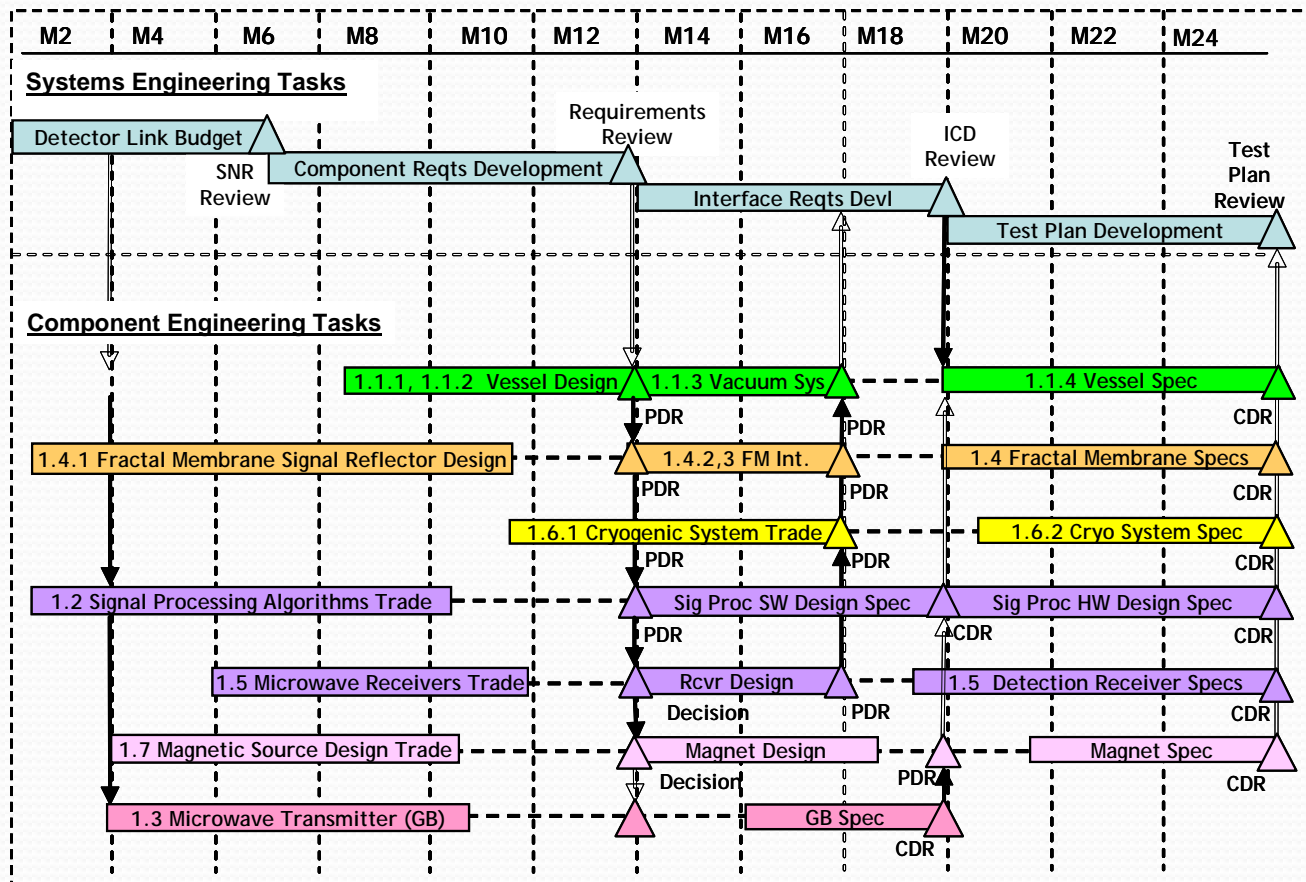 M2 M4 M6 M8 M10 M12 M14 M16 M18 M20 M22 M24
Systems Engineering Tasks
Detector Link Budget
SNR
Review
Component Reqts Development
Requirements
Review
Interface Reqts Devl
ICD
Review
Test Plan Development
Test
Plan
Review
Component Engineering Tasks
1.1.1, 1.1.2 Vessel Design
1.1.3 Vacuum Sys
1.1.4 Vessel Spec
PDR
PDR
CDR
1.4.1 Fractal Membrane Signal Reflector Design
1.4.2,3 FM Int.
1.4 Fractal Membrane Specs
PDR
PDR
CDR
1.6.1 Cryogenic System Trade
1.6.2 Cryo System Spec
PDR
PDR
CDR
1.2 Signal Processing Algorithms Trade
Sig Proc SW Design Spec
Sig Proc HW Design Spec
PDR
CDR
CDR
1.5 Microwave Receivers Trade
Rcvr Design
1.5 Detection Receiver Specs
Decision
PDR
CDR
1.7 Magnetic Source Design Trade
Magnet Design
Magnet Spec
Decision
PDR
CDR
1.3 Microwave Transmitter (GB)
GB Spec
CDR